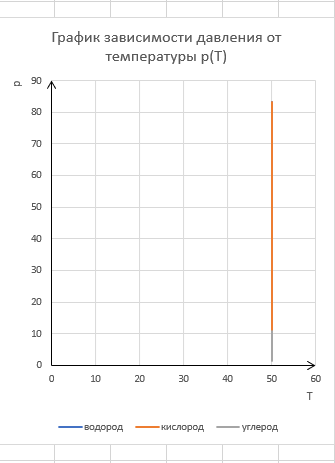 График зависимости давления от
температуры p(T)
p
90
80
70
60
50
40
30
20
10
0
0 10 20 30 40 50 60
T
водород кислород углерод